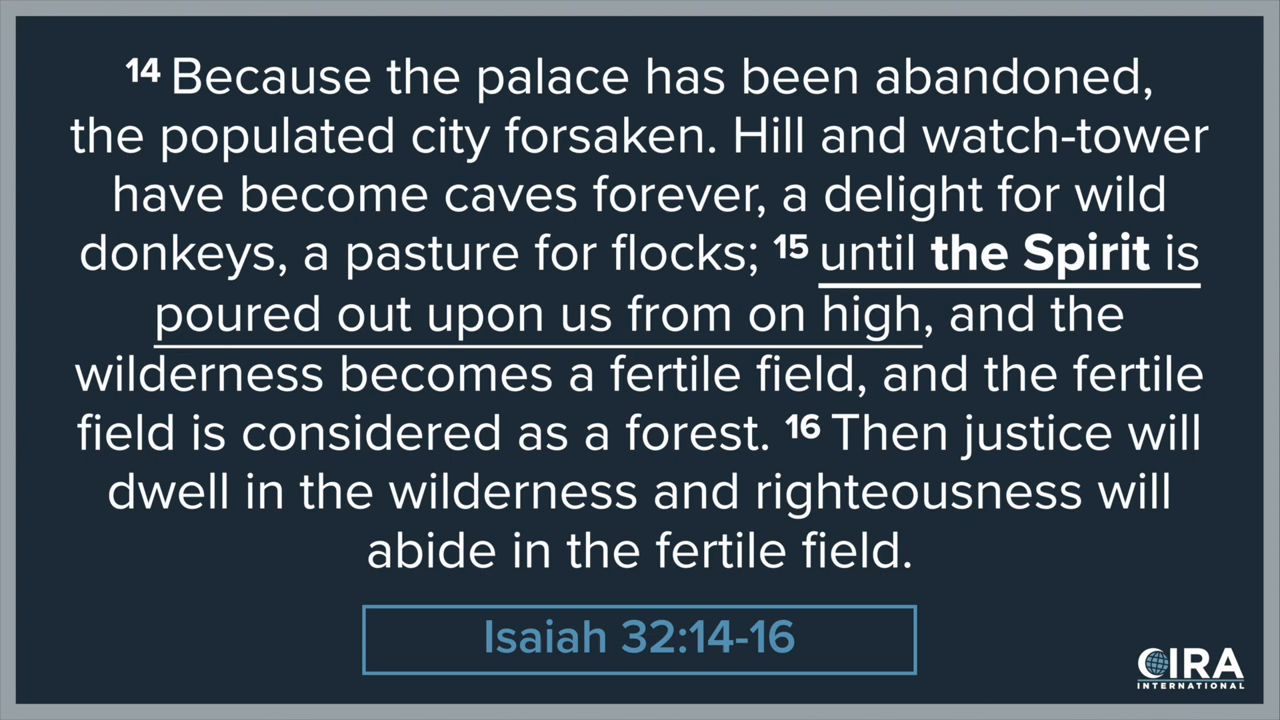 14 Because the palace has been abandoned,
the populated city forsaken. Hill and watch-tower
have become caves forever, a delight for wild
donkeys, a pasture for flocks; 15 until the Spirit is
poured out upon us from on high, and the
wilderness becomes a fertile field, and the fertile
field is considered as a forest. 16 Then justice will
dwell in the wilderness and righteousness will
abide in the fertile field.
Isaiah 32:14-16
CIRA
INTERNATIONAL